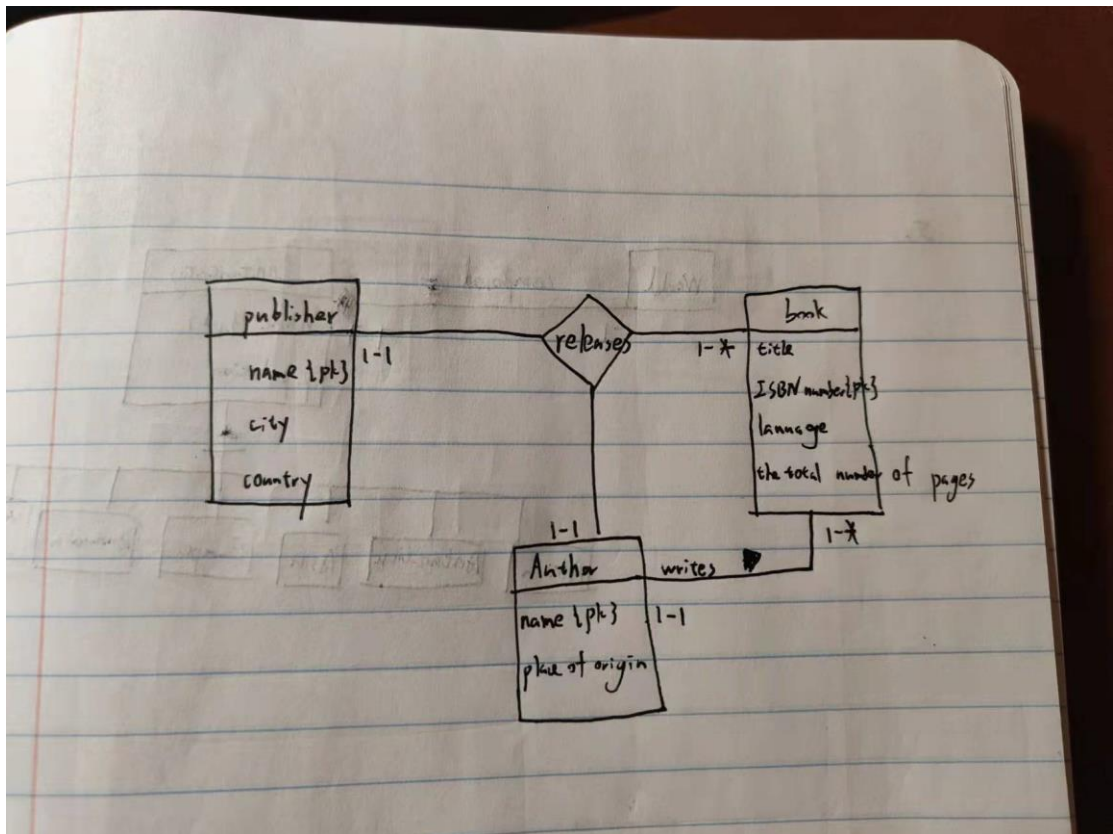 publisher
name {pk}
city
country
1-1
releases
1-*
book
title
ISBN number{pk}
lannage
the total number of pages
1-*
1-1
Author
name {pk}
place of origin
writes
1-1